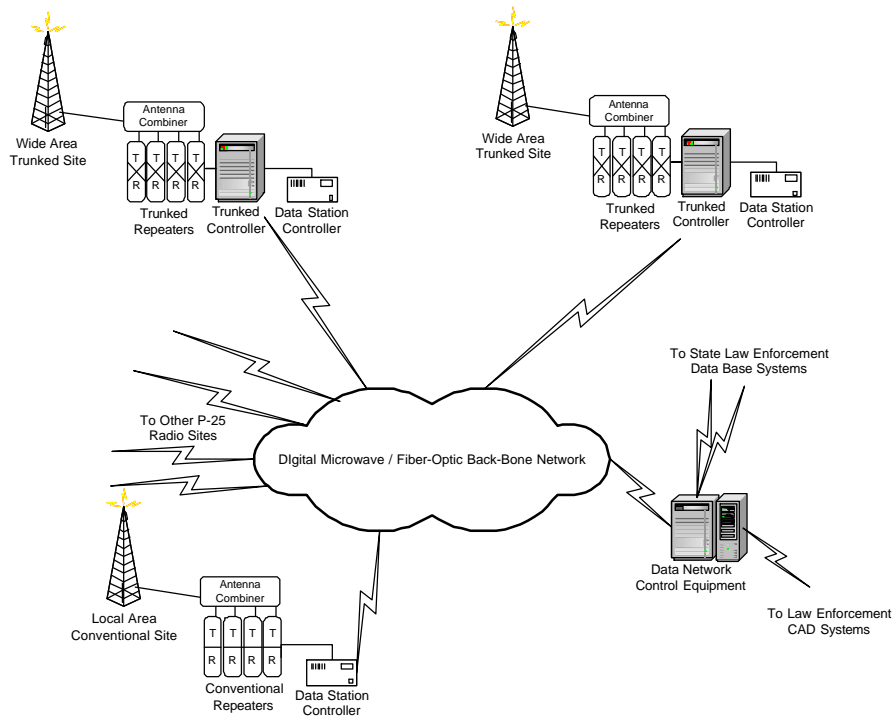 Antenna
Combiner
Wide Area
Trunked Site
T T T T
R R R R
Trunked
Repeaters
Trunked
Controller
Data Station
Controller
Antenna
Combiner
Wide Area
Trunked Site
T T T T
R R R R
Trunked
Repeaters
Trunked
Controller
Data Station
Controller
To State Law Enforcement
Data Base Systems
To Other P-25
Radio Sites
DIgital Microwave / Fiber-Optic Back-Bone Network
Data Network
Control Equipment
To Law Enforcement
CAD Systems
Antenna
Combiner
Local Area
Conventional Site
T T T T
R R R R
Conventional
Repeaters
Data Station
Controller